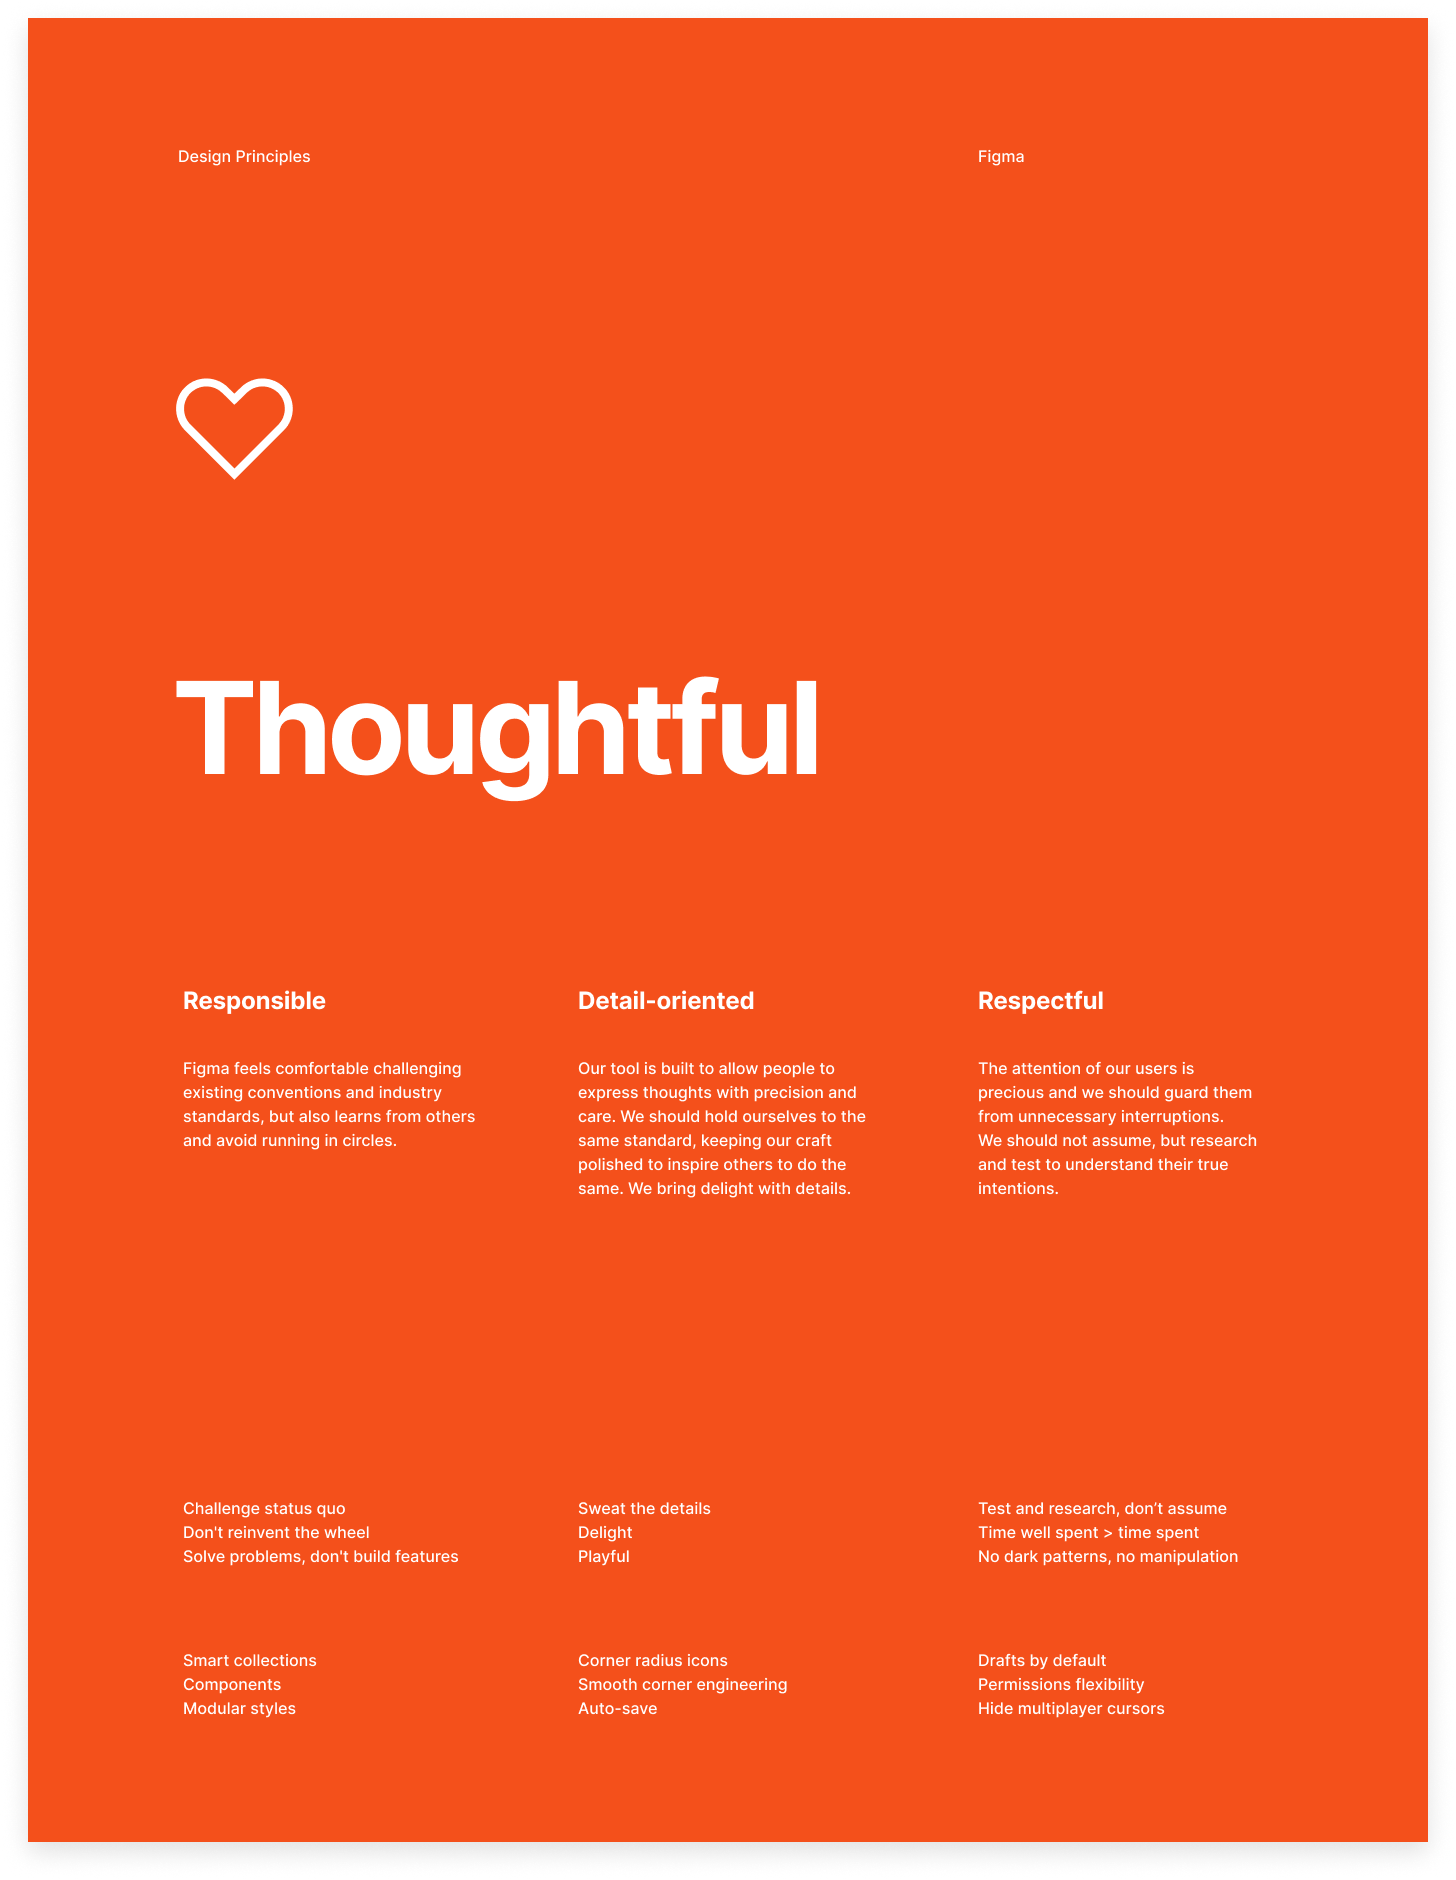 Design Principles
Figma
Thoughtful
Responsible
Figma feels comfortable challenging
existing conventions and industry
standards, but also learns from others
and avoid running in circles.
Challenge status quo
Don't reinvent the wheel
Solve problems, don't build features
Smart collections
Components
Modular styles
Detail-oriented
Our tool is built to allow people to
express thoughts with precision and
care. We should hold ourselves to the
same standard, keeping our craft
polished to inspire others to do the
same. We bring delight with details.
Sweat the details
Delight
Playful
Corner radius icons
Smooth corner engineering
Auto-save
Respectful
The attention of our users is
precious and we should guard them
from unnecessary interruptions.
We should not assume, but research
and test to understand their true
intentions.
Test and research, don’t assume
Time well spent > time spent
No dark patterns, no manipulation
Drafts by default
Permissions flexibility
Hide multiplayer cursors